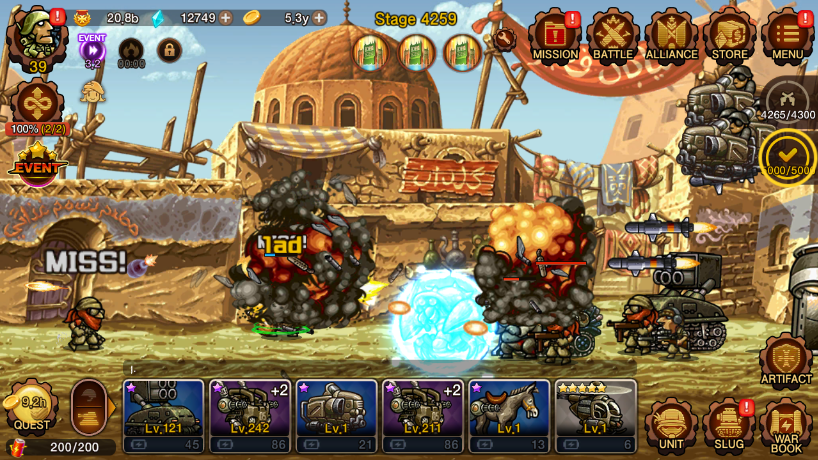 39
EVENT
3/2
00:00
20,8b
12749
5,3y
Stage 4259
MISSION
BATTLE
ALLIANCE
STORE
MENU
4265/4300
5000/5000
100% (2/2)
EVENT
MISS!
1ad
9,2h
QUEST
200/200
Lv,121
45
+2
Lv,242
86
Lv,1
21
+2
Lv,211
86
Lv,1
13
Lv,1
6
ARTIFACT
UNIT
SLUG
WAR
BOOK